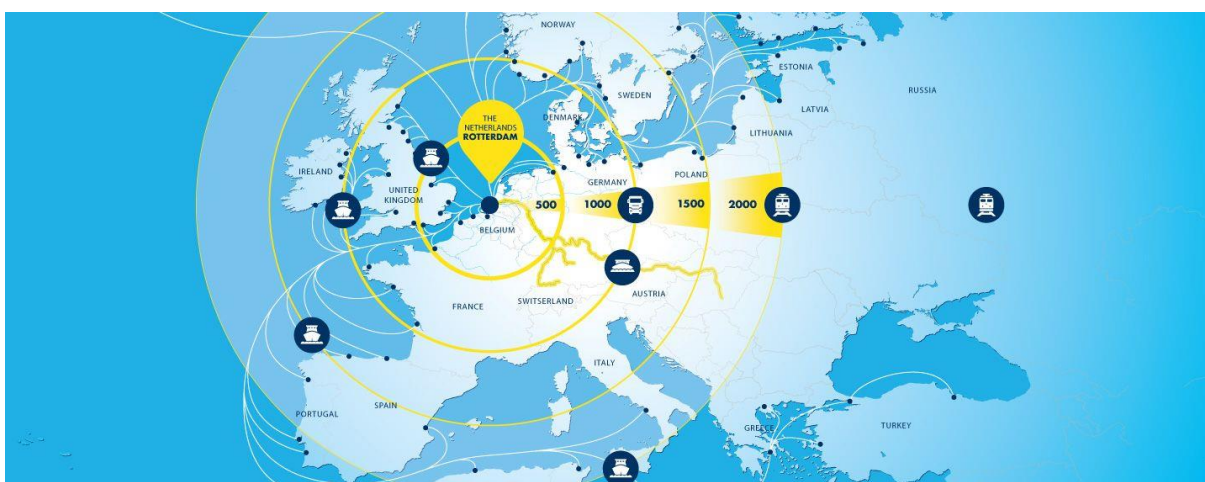 NORWAY
ESTONIA
SWEDEN
RUSSIA
LATVIA
THE
NETHERLANDS
ROTTERDAM
DENMARK
LITHUANIA
IRELAND
POLAND
GERMANY
UNITED
KINGDOM
500
1000
1500
2000
BELGIUM
AUSTRIA
SWITSERLAND
FRANCE
ITALY
SPAIN
PORTUGAL
GREECE
TURKEY